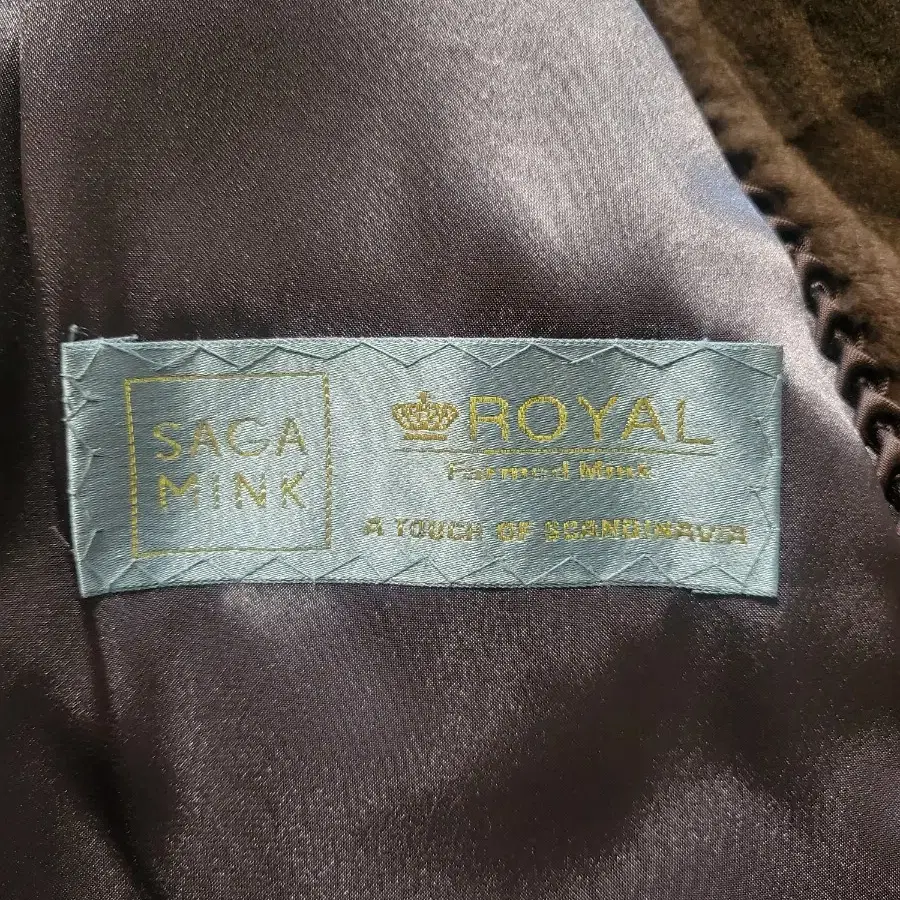 SAGA
MINK
ROYAL
Farmed Mink
A TOUCH OF SCANDINAVIA